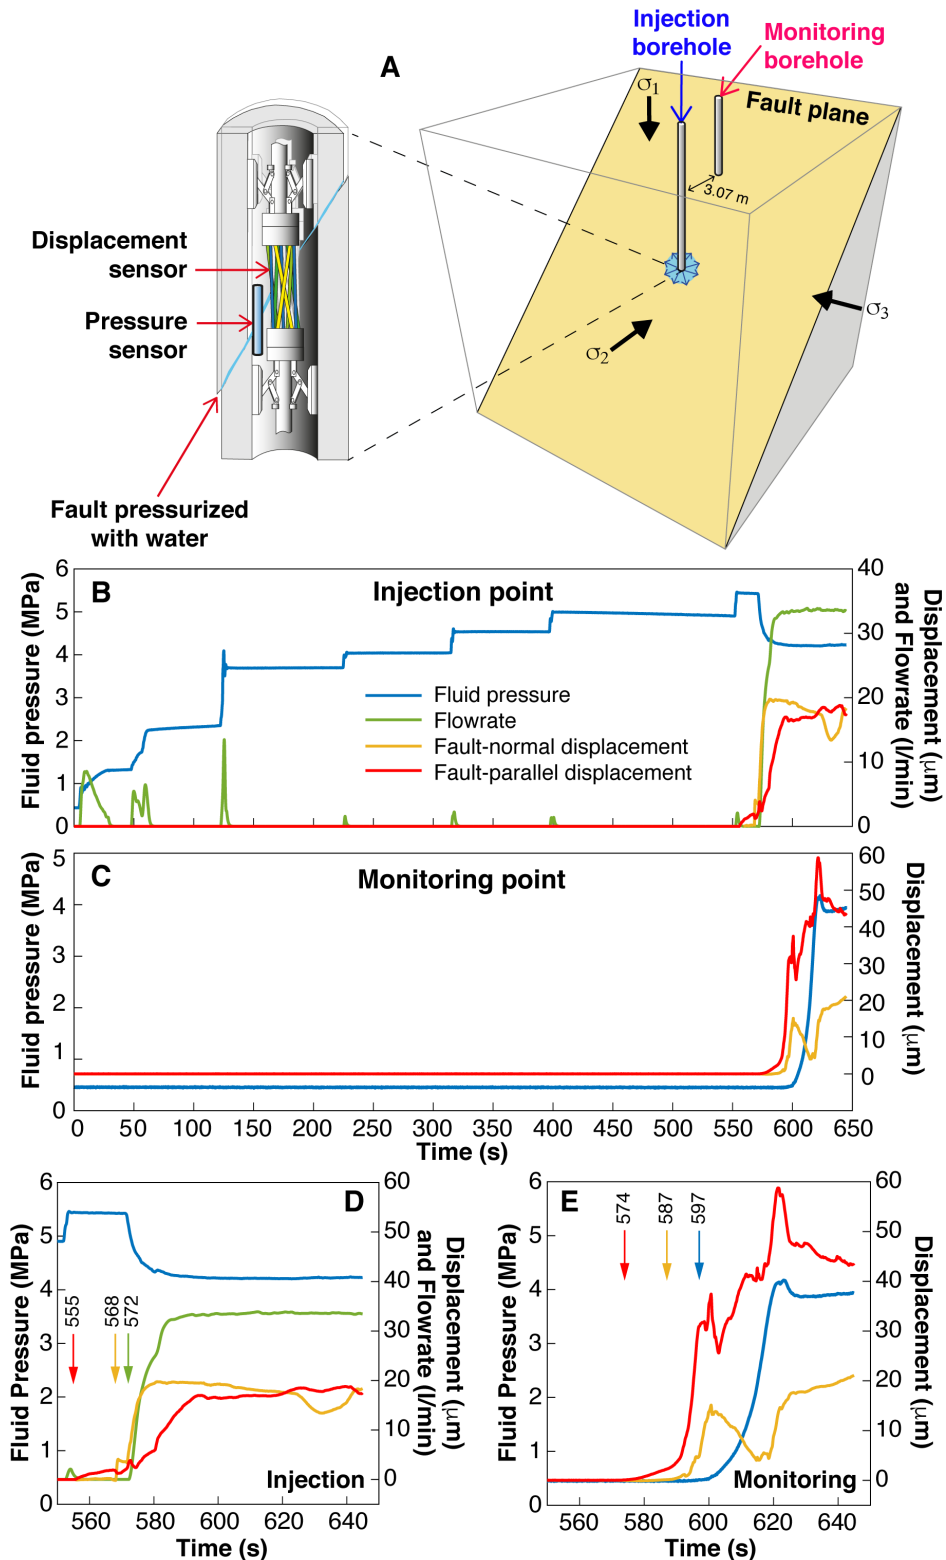 A
Injection
borehole
Monitoring
borehole
σ1
Fault plane
3.07 m
Displacement
sensor
Pressure
sensor
σ3
σ2
Fault pressurized
with water
B
Injection point
Fluid pressure (MPa)
6
5
4
3
2
1
0
Fluid pressure
Flowrate
Fault-normal displacement
Fault-parallel displacement
40
30
20
10
0
Displacement (μm)
and Flowrate (l/min)
C
Monitoring point
Fluid pressure (MPa)
5
4
3
2
1
0
60
50
40
30
20
10
0
Displacement (μm)
0 50 100 150 200 250 300 350 400 450 500 550 600 650
Time (s)
D
Fluid Pressure (MPa)
6
5
4
3
2
1
0
555
568
572
60
50
40
30
20
10
0
Displacement (μm)
and Flowrate (l/min)
Injection
560 580 600 620 640
Time (s)
E
Fluid Pressure (MPa)
6
5
4
3
2
1
0
574
587
597
60
50
40
30
20
10
0
Displacement (μm)
Monitoring
560 580 600 620 640
Time (s)